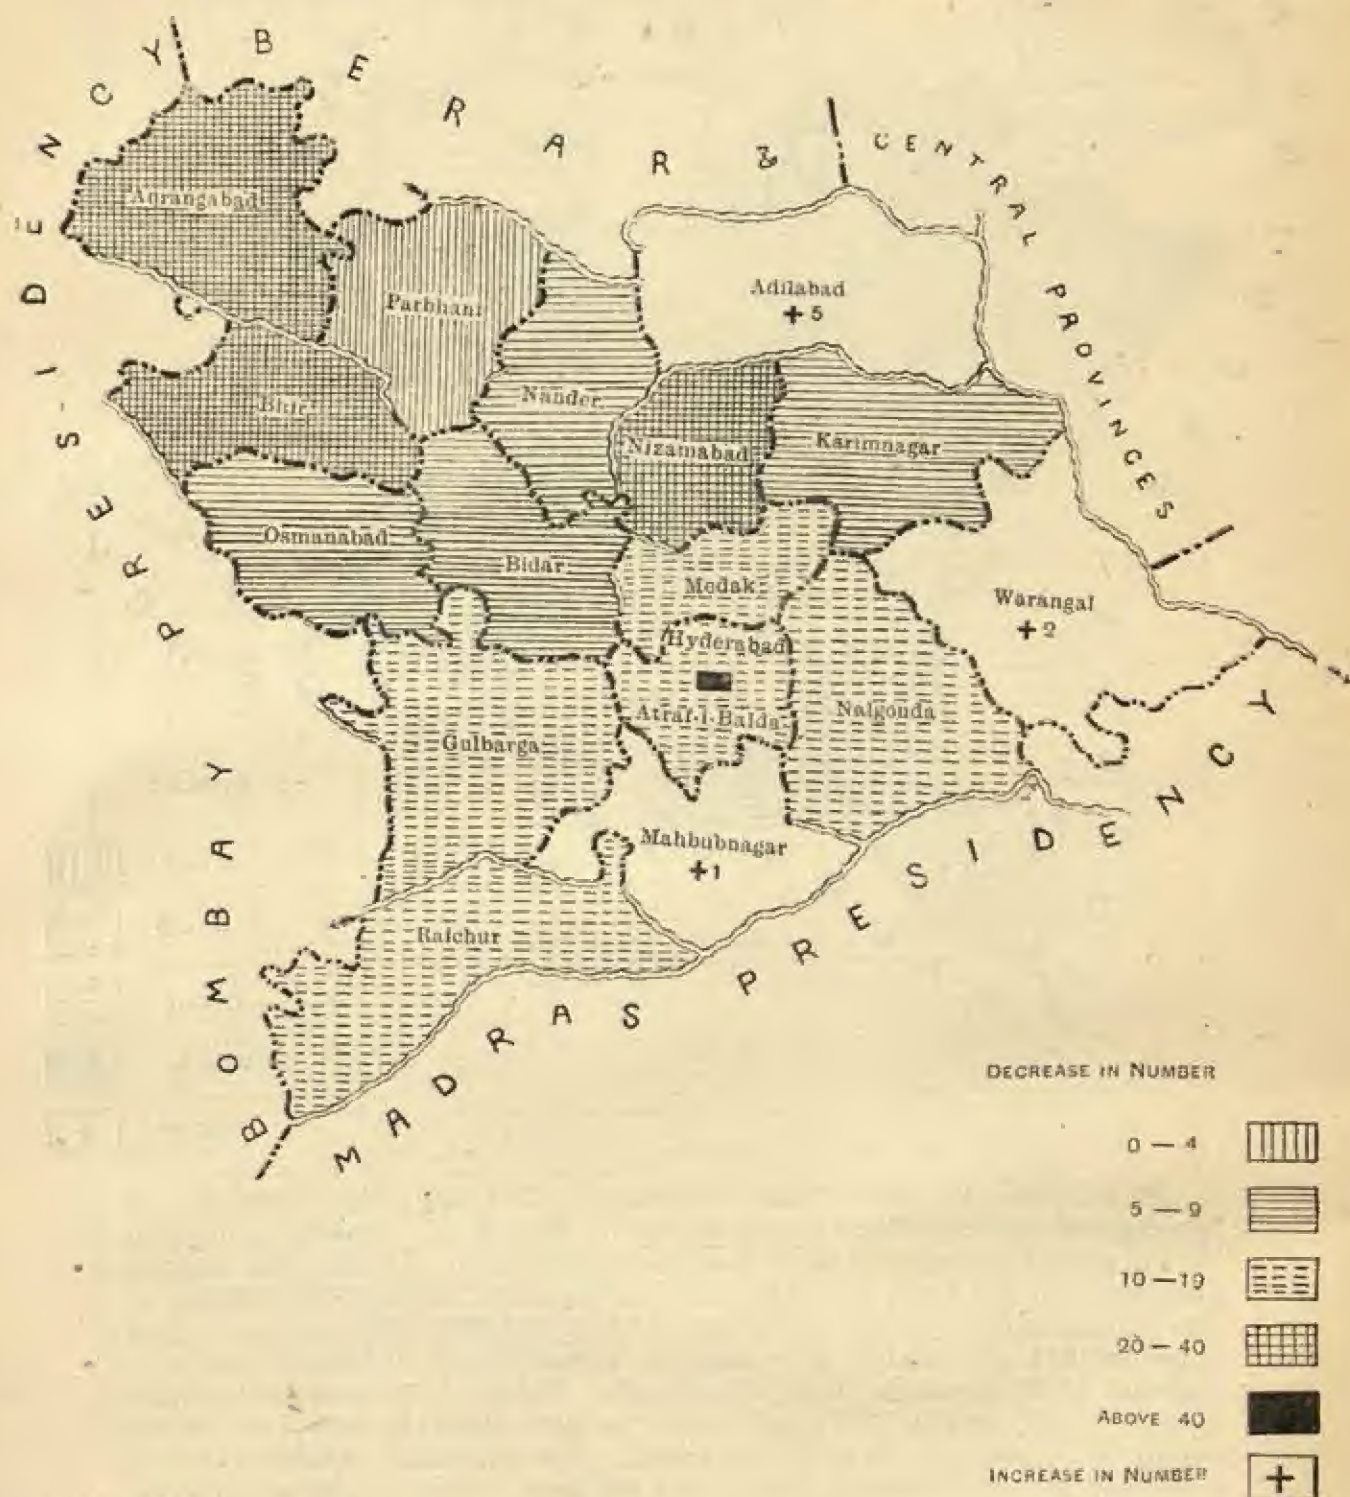 BERAR &
CENTRAL PROVINCES
BOMBAY PRESIDENCY
Aurangabad
Parbhani
Adilabad
+ 5
Bhir
Nander
Nizamabad
Karimnagar
Osmanabad
Bidar
Medak
Warangal
+ 2
Hyderabad
Atraf-i-Balda
Nalgonda
Gulbarga
Mahbubnagar
+ 1
Raichur
MADRAS PRESIDENCY
DECREASE IN NUMBER
0 — 4
5 — 9
10 — 19
20 — 40
ABOVE 40
INCREASE IN NUMBER +